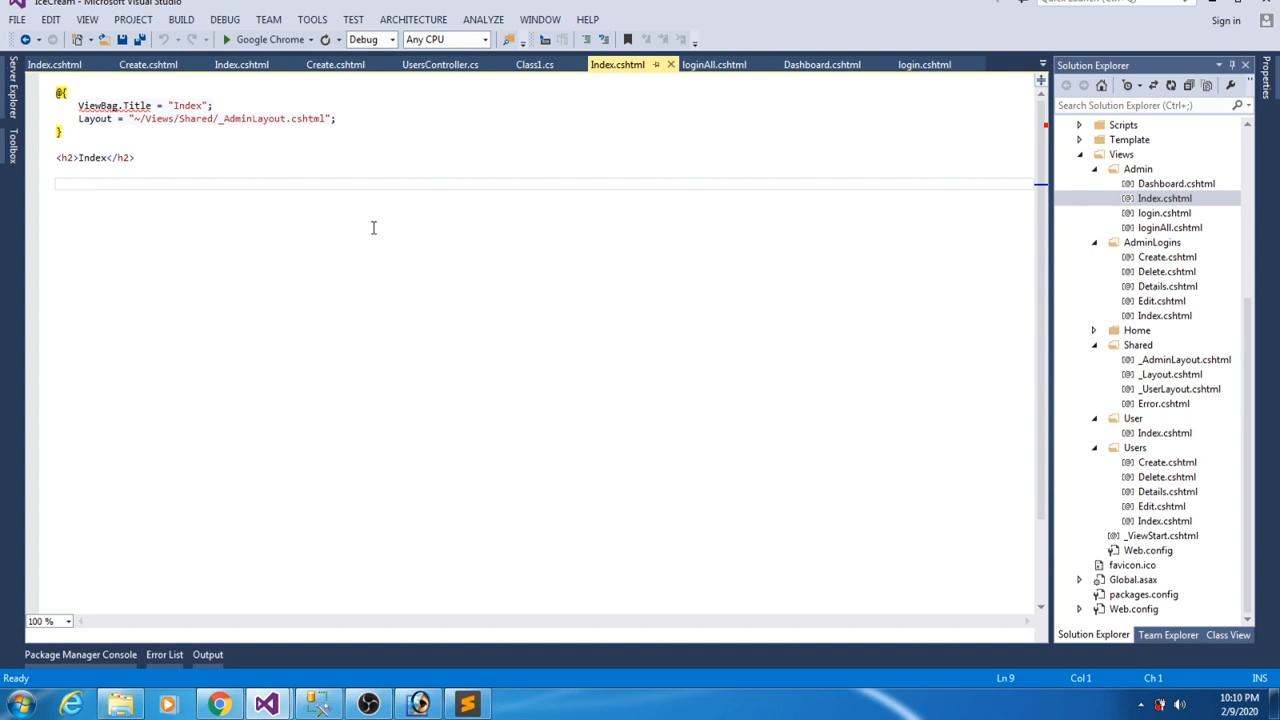 IceCream - Microsoft Visual Studio
Quick Launch (Ctrl+Q)
FILE EDIT VIEW PROJECT BUILD DEBUG TEAM TOOLS TEST ARCHITECTURE ANALYZE WINDOW HELP
Sign in
Google Chrome Debug Any CPU
Index.cshtml Create.cshtml Index.cshtml Create.cshtml UsersController.cs Class1.cs Index.cshtml loginAll.cshtml Dashboard.cshtml login.cshtml
Server Explorer
Toolbox
@{
ViewBag.Title = "Index";
Layout = "~/Views/Shared/_AdminLayout.cshtml";
}
<h2>Index</h2>
100 %
Solution Explorer
Search Solution Explorer (Ctrl+;)
Scripts
Template
Views
Admin
Dashboard.cshtml
Index.cshtml
login.cshtml
loginAll.cshtml
AdminLogins
Create.cshtml
Delete.cshtml
Details.cshtml
Edit.cshtml
Index.cshtml
Home
Shared
_AdminLayout.cshtml
_Layout.cshtml
_UserLayout.cshtml
Error.cshtml
User
Index.cshtml
Users
Create.cshtml
Delete.cshtml
Details.cshtml
Edit.cshtml
Index.cshtml
_ViewStart.cshtml
Web.config
favicon.ico
Global.asax
packages.config
Web.config
Solution Explorer Team Explorer Class View
Properties
Package Manager Console Error List Output
Ready Ln 9 Col 1 Ch 1 INS
10:10 PM
2/9/2020